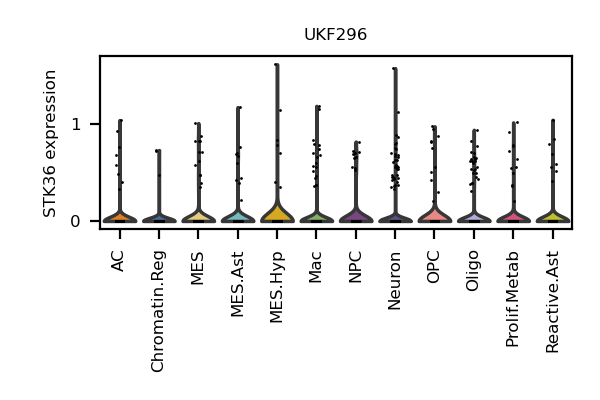 UKF296
STK36 expression
1
0
AC
Chromatin.Reg
MES
MES.Ast
MES.Hyp
Mac
NPC
Neuron
OPC
Oligo
Prolif.Metab
Reactive.Ast